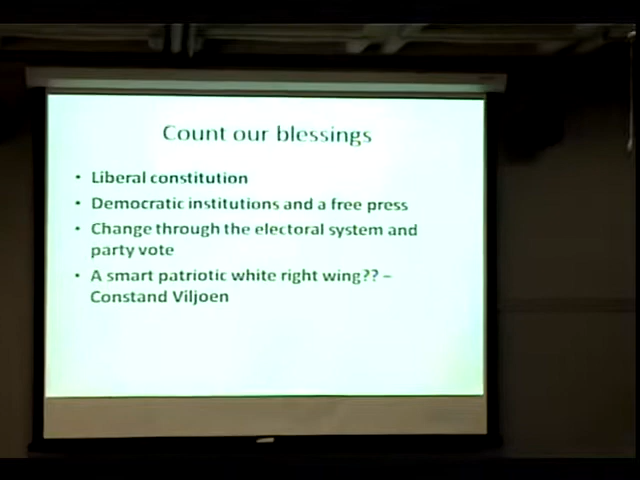 Count our blessings
• Liberal constitution
• Democratic institutions and a free press
• Change through the electoral system and
party vote
• A smart patriotic white right wing?? –
Constand Viljoen